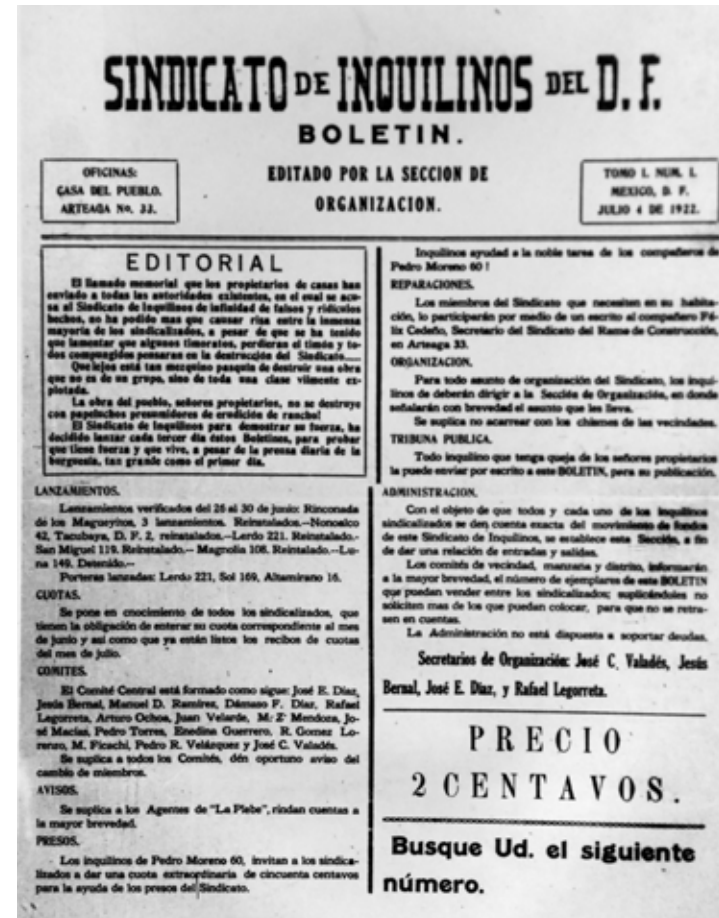 SINDICATO DE INQUILINOS DEL D. F.
BOLETIN.
OFICINAS:
CASA DEL PUEBLO.
ARTEAGA No. 33.
EDITADO POR LA SECCION DE
ORGANIZACION.
TOMO I. NUM. I.
MEXICO, D. F.
JULIO 4 DE 1922.
EDITORIAL
El llamado memorial que los propietarios de casas han
enviado a todas las autoridades existentes, en el cual se acu-
sa al Sindicato de Inquilinos de infinidad de falsos y ridículos
hechos, no ha podido mas que causar risa entre la inmensa
mayoría de los sindicalizados, a pesar de que se ha tenido
que lamentar que algunos timoratos, perdieran el timón y to-
dos compungidos pensaran en la destrucción del Sindicato....
Que lejos está tan mezquino pasquin de destruir una obra
que no es de un grupo, sino de toda una clase vilmente ex-
plotada.
La obra del pueblo, señores propietarios, no se destruye
con papeluchos presumidores de erudición de rancho!
El Sindicato de Inquilinos para demostrar su fuerza, ha
decidido lanzar cada tercer día éstos Boletines, para probar
que tiene fuerza y que vive, a pesar de la prensa diaria de la
burguesía, tan grande como el primer día.
LANZAMIENTOS.
Lanzamientos verificados del 26 al 30 de junio: Rinconada
de los Magueyitos, 3 lanzamientos. Reinstalados.—Nonoalco
42, Tacubaya, D. F. 2, reinstalados.—Lerdo 221. Reinstalado.-
San Miguel 119. Reinstalado.— Magnolia 108. Reintalado.—Lu-
na 149. Detenido.—
Porteras lanzadas: Lerdo 221, Sol 169, Altamirano 16.
CUOTAS.
Se pone en cnocimiento de todos los sindicalizados, que
tienen la obligación de enterar su cuota correspondiente al mes
de junio y asi como que ya están listos los recibos de cuotas
del mes de julio.
COMITES.
El Comité Central está formado como sigue: José E. Díaz,
Jesús Bernal, Manuel D. Ramírez, Dámaso F. Díaz, Rafael
Legorreta, Arturo Ochoa, Juan Velarde, M. Z. Mendoza, Jo-
sé Macías, Pedro Torres, Enedina Guerrero, R. Gomez Lo-
renzo, M. Ficachi, Pedro R. Velázquez y José C. Valadés.
Se suplica a todos los Comités, dén oportuno aviso del
cambio de miembros.
AVISOS.
Se suplica a los Agentes de "La Plebe", rindan cuentas a
la mayor brevedad.
PRESOS.
Los inquilinos de Pedro Moreno 60, invitan a los sindica-
lizados a dar una cuota extraordinaria de cincuenta centavos
para la ayuda de los presos del Sindicato.
Inquilinos ayudad a la noble tarea de los compañeros de
Pedro Moreno 60 !
REPARACIONES.
Los miembros del Sindicato que necesiten en su habita-
ción, lo participarán por medio de un escrito al compañero Fé-
lix Cedeño, Secretario del Sindicato del Ramo de Construcción,
en Arteaga 33.
ORGANIZACION.
Para todo asunto de organización del Sindicato, los inqui-
linos de deberán dirigir a la Sección de Organización, en donde
señalarán con brevedad el asunto que les lleva.
Se suplica no acarrear con los chismes de las vecindades.
TRIBUNA PUBLICA.
Todo inquilino que tenga queja de los señores propietarios
la puede enviar por escrito a este BOLETIN, para su publicación.
ADMINISTRACION.
Con el objeto de que todos y cada uno de los inquilinos
sindicalizados se den cuenta exacta del movimiento de fondos
de este Sindicato de Inquilinos, se establece esta Sección, a fin
de dar una relación de entradas y salidas.
Los comités de vecindad, manzana y distrito, informarán
a la mayor brevedad, el número de ejemplares de este BOLETIN
que puedan vender entre los sindicalizados; suplicándoles no
soliciten mas de los que puedan colocar, para que no se retra-
sen en cuentas.
La Administración no está dispuesta a soportar deudas.
Secretarios de Organización: José C. Valadés, Jesús
Bernal, José E. Díaz, y Rafael Legorreta.
PRECIO
2 CENTAVOS.
Busque Ud. el siguiente
número.